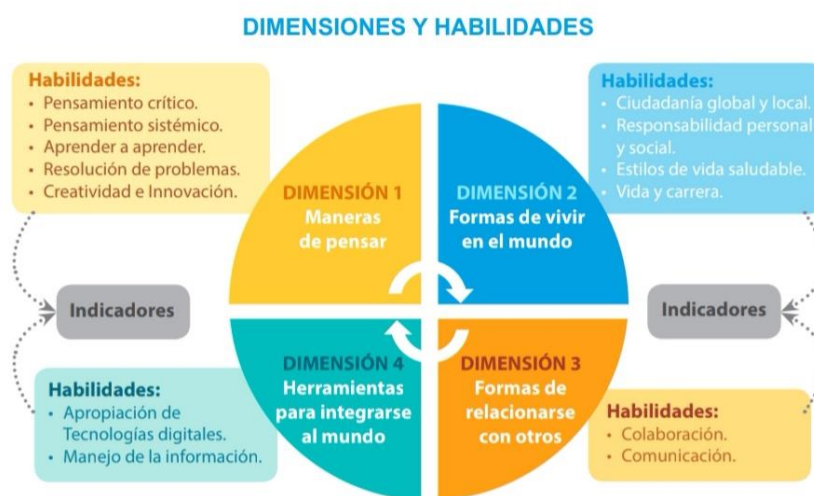 DIMENSIONES Y HABILIDADES
Habilidades:
• Pensamiento crítico.
• Pensamiento sistémico.
• Aprender a aprender.
• Resolución de problemas.
• Creatividad e Innovación.
Habilidades:
• Ciudadanía global y local.
• Responsabilidad personal
y social.
• Estilos de vida saludable.
• Vida y carrera.
DIMENSIÓN 1
Maneras
de pensar
DIMENSIÓN 2
Formas de vivir
en el mundo
Indicadores
Indicadores
DIMENSIÓN 4
Herramientas
para integrarse
al mundo
DIMENSIÓN 3
Formas de
relacionarse
con otros
Habilidades:
• Apropiación de
Tecnologías digitales.
• Manejo de la información.
Habilidades:
• Colaboración.
• Comunicación.